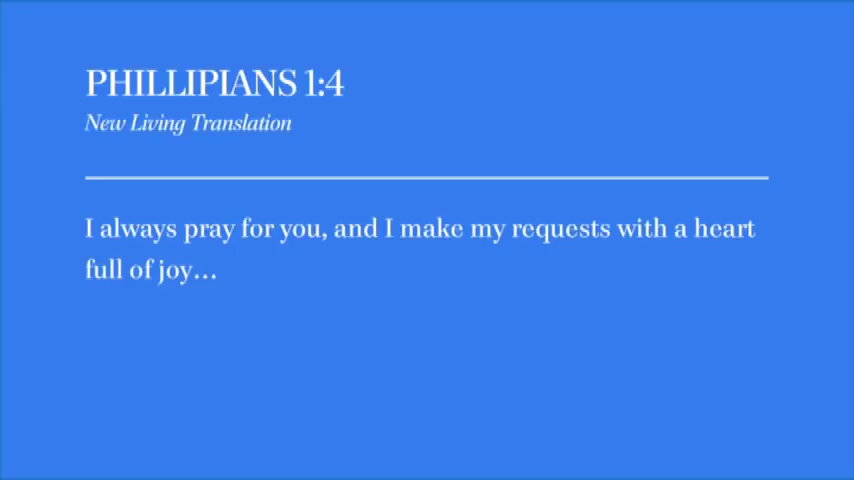 PHILLIPIANS 1:4
New Living Translation
I always pray for you, and I make my requests with a heart
full of joy...